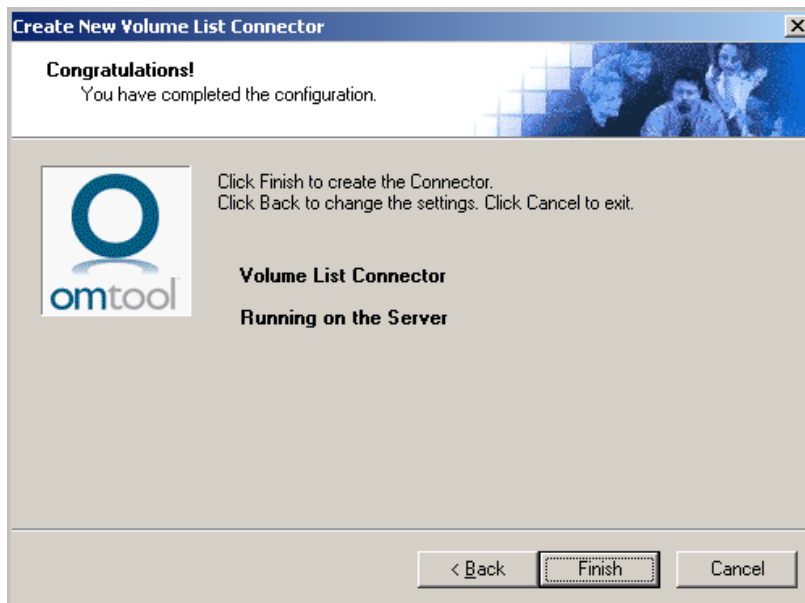 Create New Volume List Connector
Congratulations!
You have completed the configuration.
Click Finish to create the Connector.
Click Back to change the settings. Click Cancel to exit.
omtool
Volume List Connector
Running on the Server
< Back
Finish
Cancel